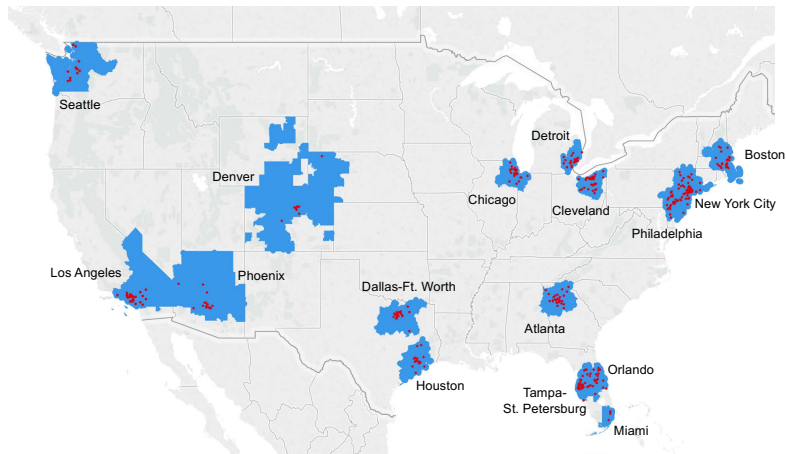 Seattle
Detroit
Boston
Denver
Chicago
Cleveland
New York City
Philadelphia
Los Angeles
Phoenix
Dallas-Ft. Worth
Atlanta
Houston
Orlando
Tampa-
St. Petersburg
Miami